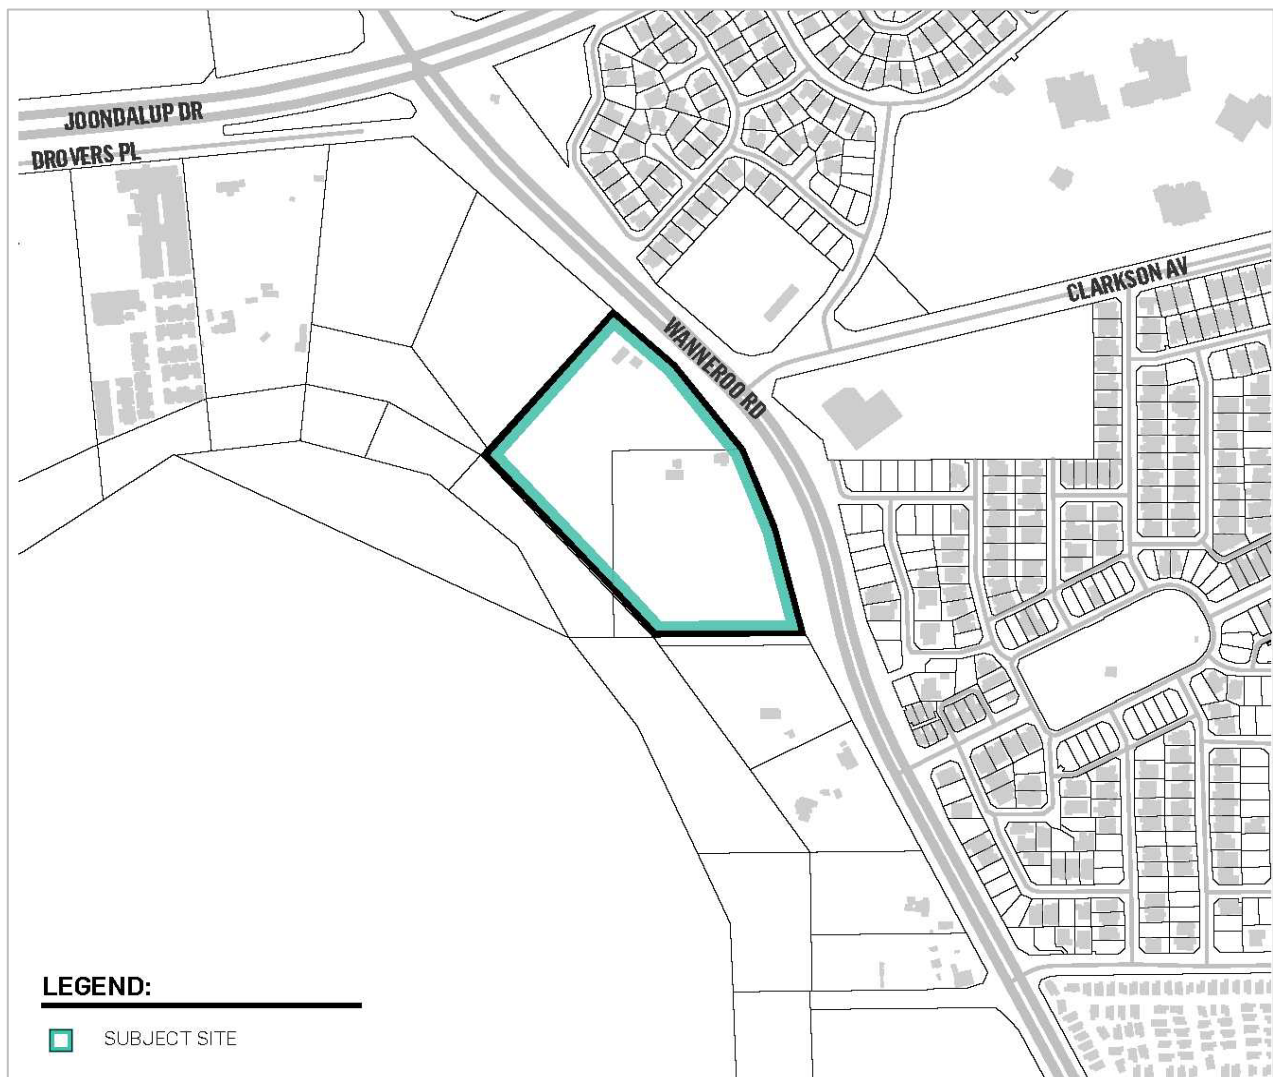 JOONDALUP DR
DROVERS PL
CLARKSON AV
WANNEROO RD
LEGEND:
SUBJECT SITE